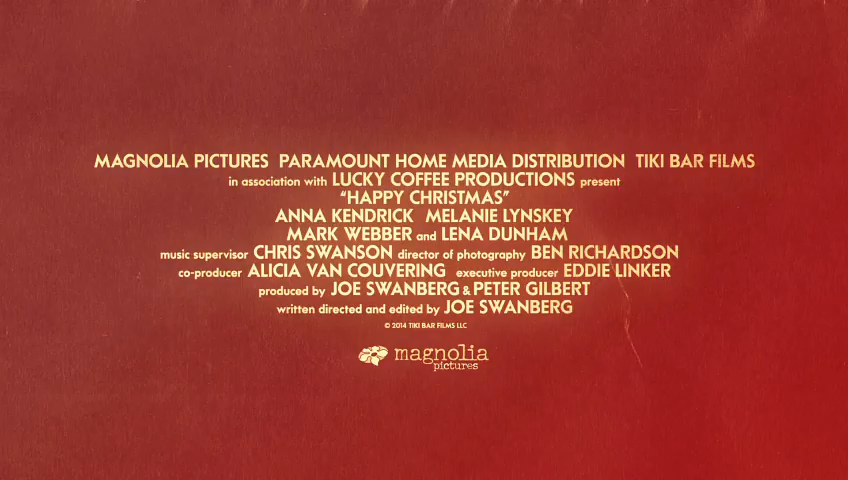 MAGNOLIA PICTURES PARAMOUNT HOME MEDIA DISTRIBUTION TIKI BAR FILMS
in association with LUCKY COFFEE PRODUCTIONS present
“HAPPY CHRISTMAS”
ANNA KENDRICK MELANIE LYNSKEY
MARK WEBBER and LENA DUNHAM
music supervisor CHRIS SWANSON director of photography BEN RICHARDSON
co-producer ALICIA VAN COUVERING executive producer EDDIE LINKER
produced by JOE SWANBERG & PETER GILBERT
written directed and edited by JOE SWANBERG
© 2014 TIKI BAR FILMS LLC
magnolia
pictures